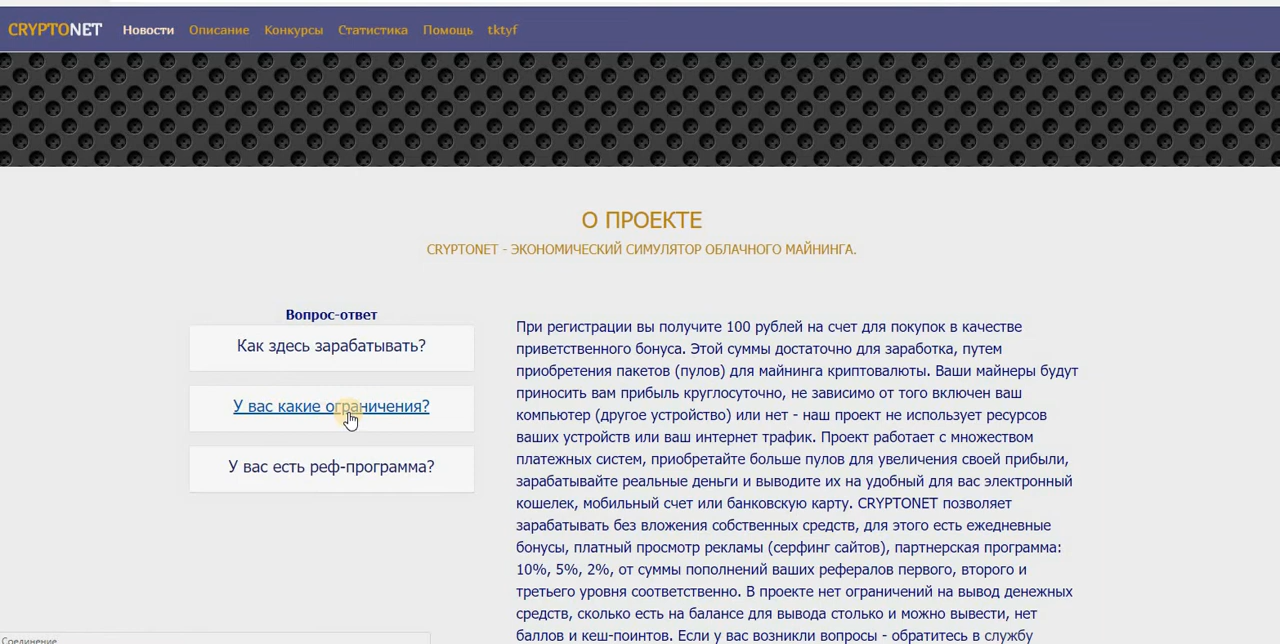 CRYPTONET Новости Описание Конкурсы Статистика Помощь tktyf
О ПРОЕКТЕ
CRYPTONET - ЭКОНОМИЧЕСКИЙ СИМУЛЯТОР ОБЛАЧНОГО МАЙНИНГА.
Вопрос-ответ
Как здесь зарабатывать?
У вас какие ограничения?
У вас есть реф-программа?
При регистрации вы получите 100 рублей на счет для покупок в качестве
приветственного бонуса. Этой суммы достаточно для заработка, путем
приобретения пакетов (пулов) для майнинга криптовалюты. Ваши майнеры будут
приносить вам прибыль круглосуточно, не зависимо от того включен ваш
компьютер (другое устройство) или нет - наш проект не использует ресурсов
ваших устройств или ваш интернет трафик. Проект работает с множеством
платежных систем, приобретайте больше пулов для увеличения своей прибыли,
зарабатывайте реальные деньги и выводите их на удобный для вас электронный
кошелек, мобильный счет или банковскую карту. CRYPTONET позволяет
зарабатывать без вложения собственных средств, для этого есть ежедневные
бонусы, платный просмотр рекламы (серфинг сайтов), партнерская программа:
10%, 5%, 2%, от суммы пополнений ваших рефералов первого, второго и
третьего уровня соответственно. В проекте нет ограничений на вывод денежных
средств, сколько есть на балансе для вывода столько и можно вывести, нет
баллов и кеш-поинтов. Если у вас возникли вопросы - обратитесь в службу
Соединение